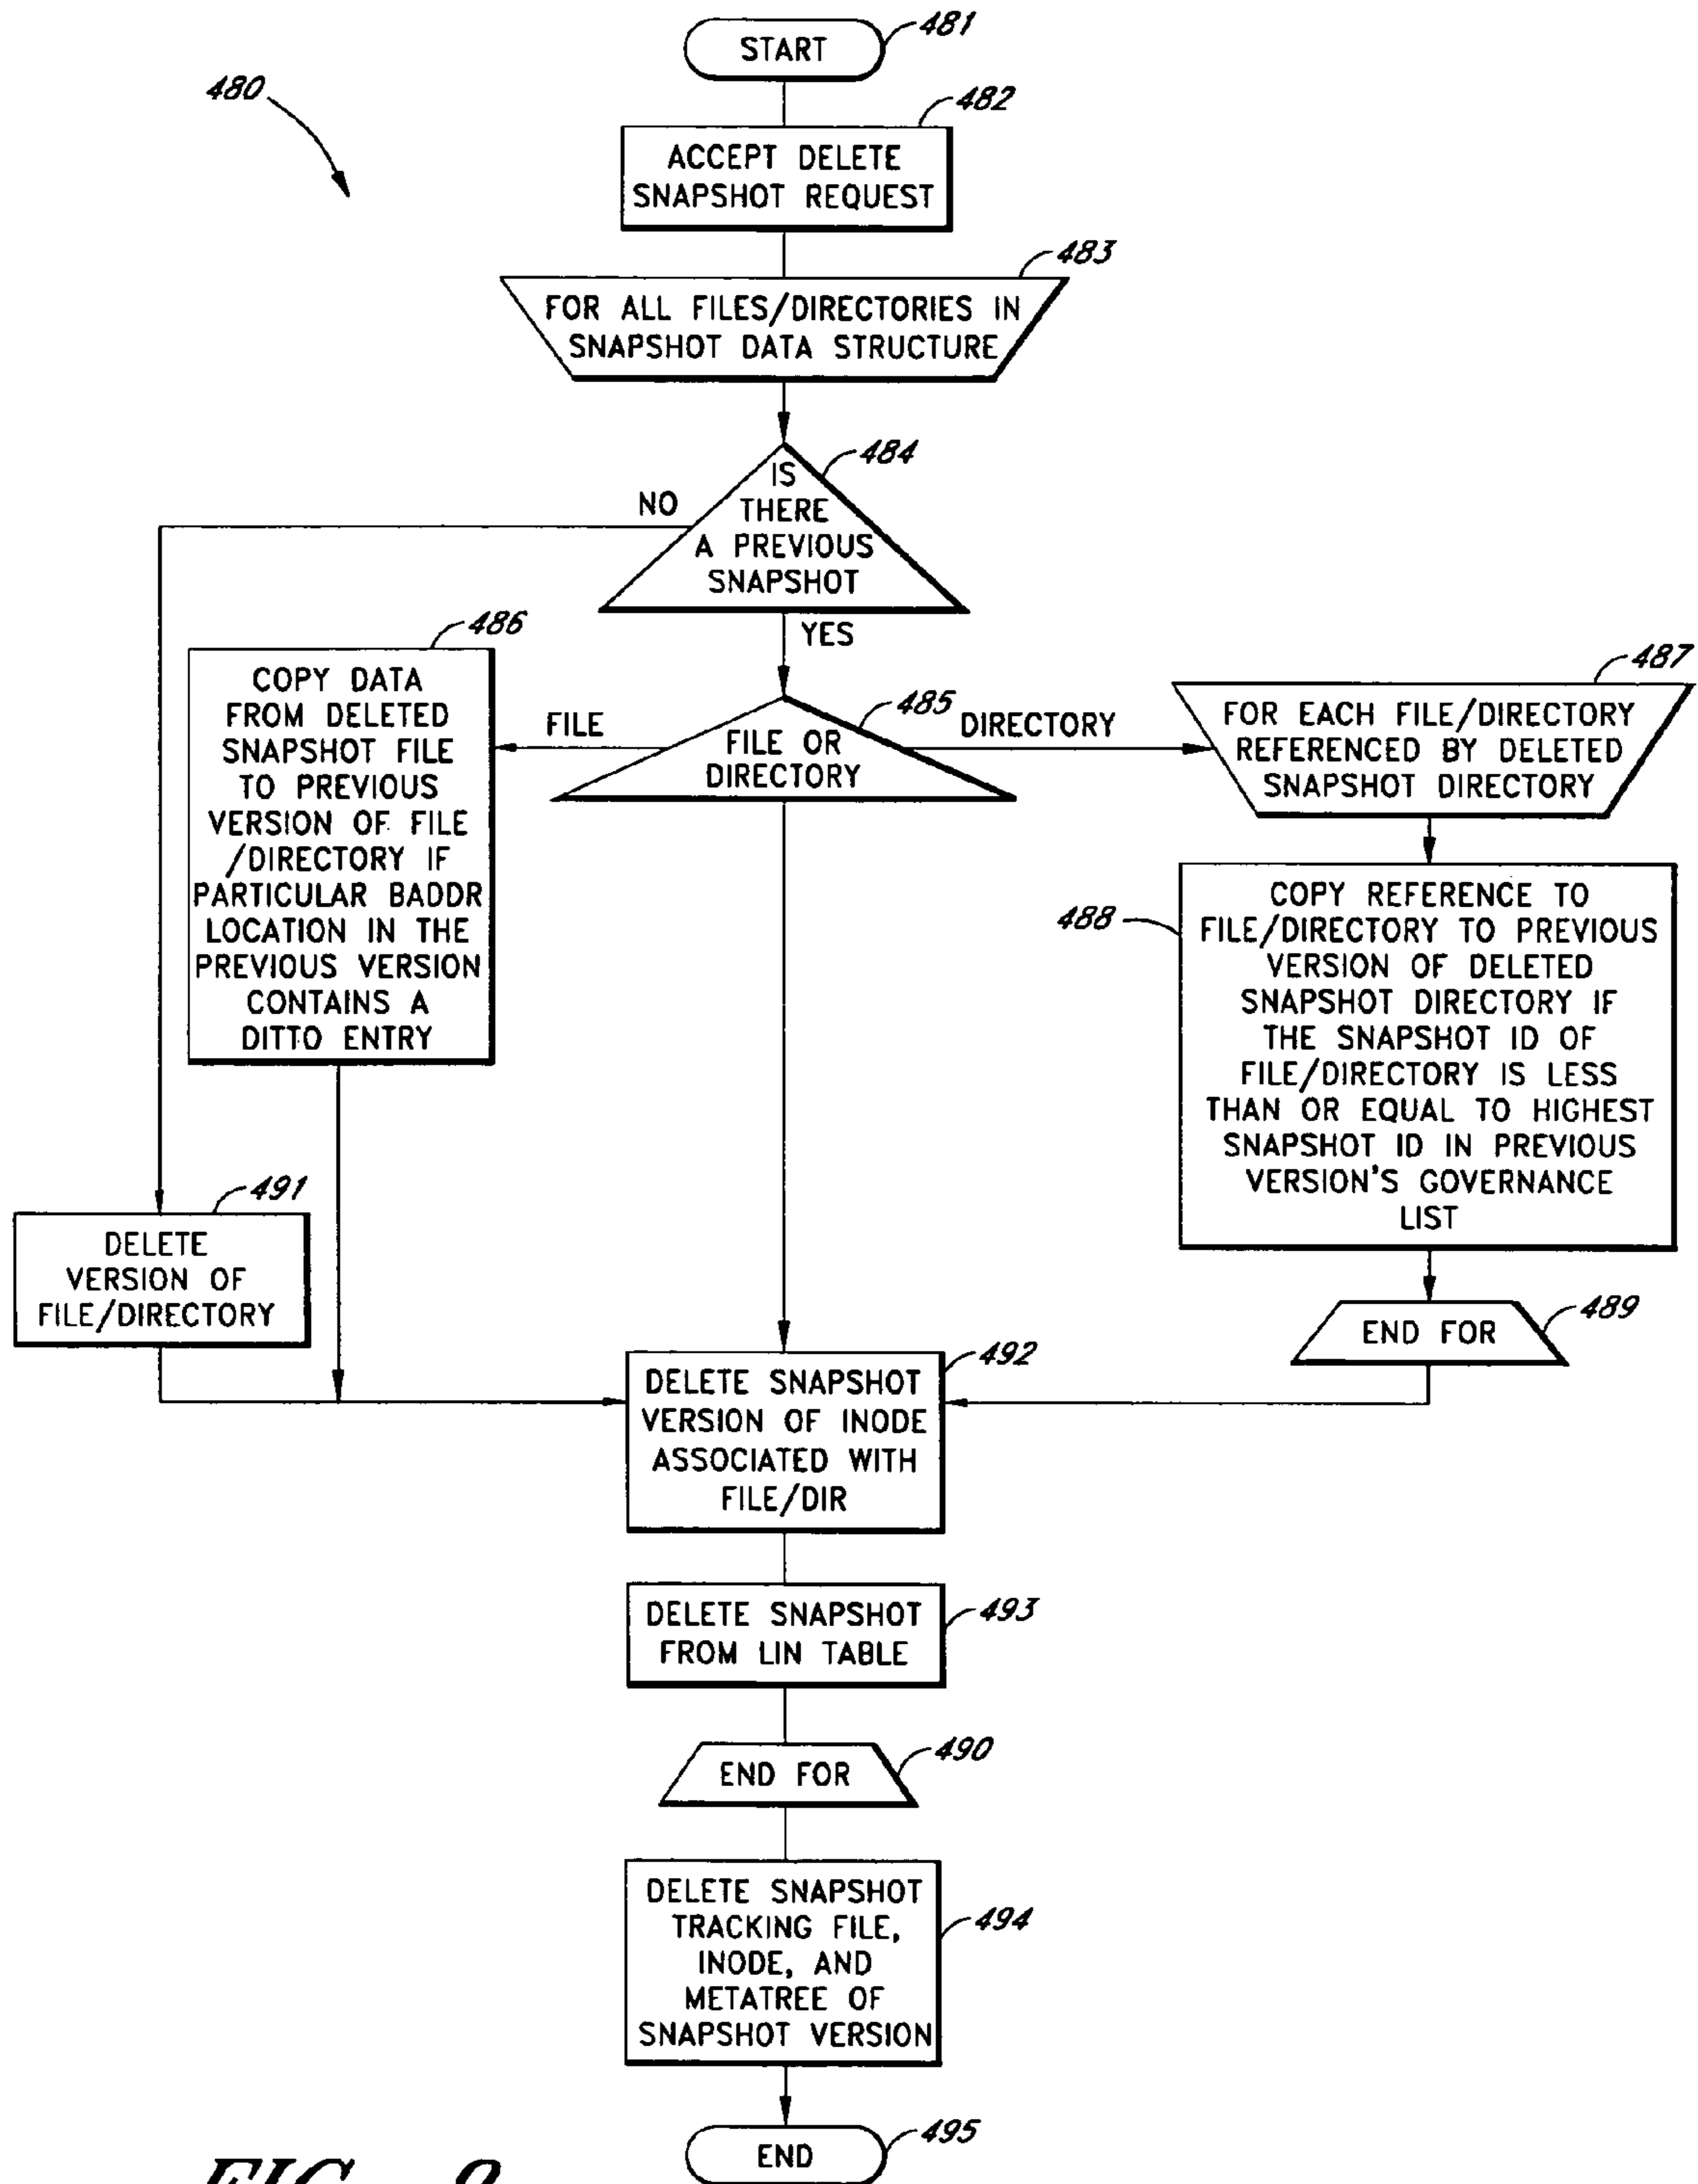 481
START
480
482
ACCEPT DELETE
SNAPSHOT REQUEST
483
FOR ALL FILES/DIRECTORIES IN
SNAPSHOT DATA STRUCTURE
484
IS
THERE
A PREVIOUS
SNAPSHOT
NO
YES
486
COPY DATA
FROM DELETED
SNAPSHOT FILE
TO PREVIOUS
VERSION OF FILE
/DIRECTORY IF
PARTICULAR BADDR
LOCATION IN THE
PREVIOUS VERSION
CONTAINS A
DITTO ENTRY
FILE
485
FILE OR
DIRECTORY
DIRECTORY
487
FOR EACH FILE/DIRECTORY
REFERENCED BY DELETED
SNAPSHOT DIRECTORY
488
COPY REFERENCE TO
FILE/DIRECTORY TO PREVIOUS
VERSION OF DELETED
SNAPSHOT DIRECTORY IF
THE SNAPSHOT ID OF
FILE/DIRECTORY IS LESS
THAN OR EQUAL TO HIGHEST
SNAPSHOT ID IN PREVIOUS
VERSION'S GOVERNANCE
LIST
491
DELETE
VERSION OF
FILE/DIRECTORY
489
END FOR
492
DELETE SNAPSHOT
VERSION OF INODE
ASSOCIATED WITH
FILE/DIR
493
DELETE SNAPSHOT
FROM LIN TABLE
490
END FOR
494
DELETE SNAPSHOT
TRACKING FILE,
INODE, AND
METATREE OF
SNAPSHOT VERSION
495
END